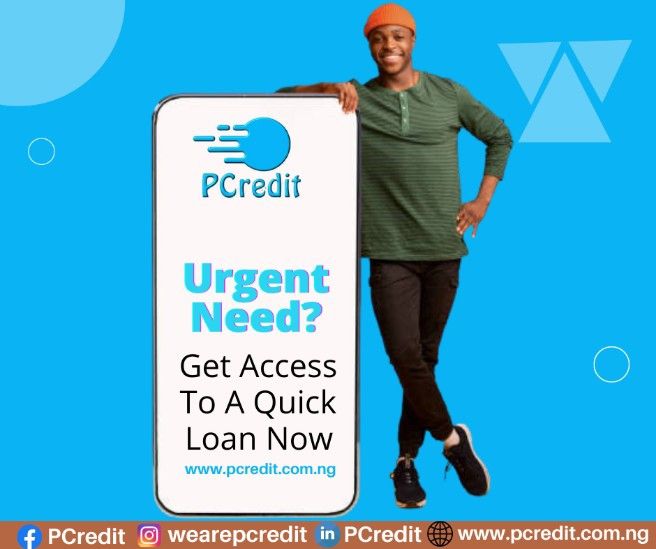 PCredit
Urgent
Need?
Get Access
To A Quick
Loan Now
www.pcredit.com.ng
PCredit wearepcredit in PCredit www.pcredit.com.ng